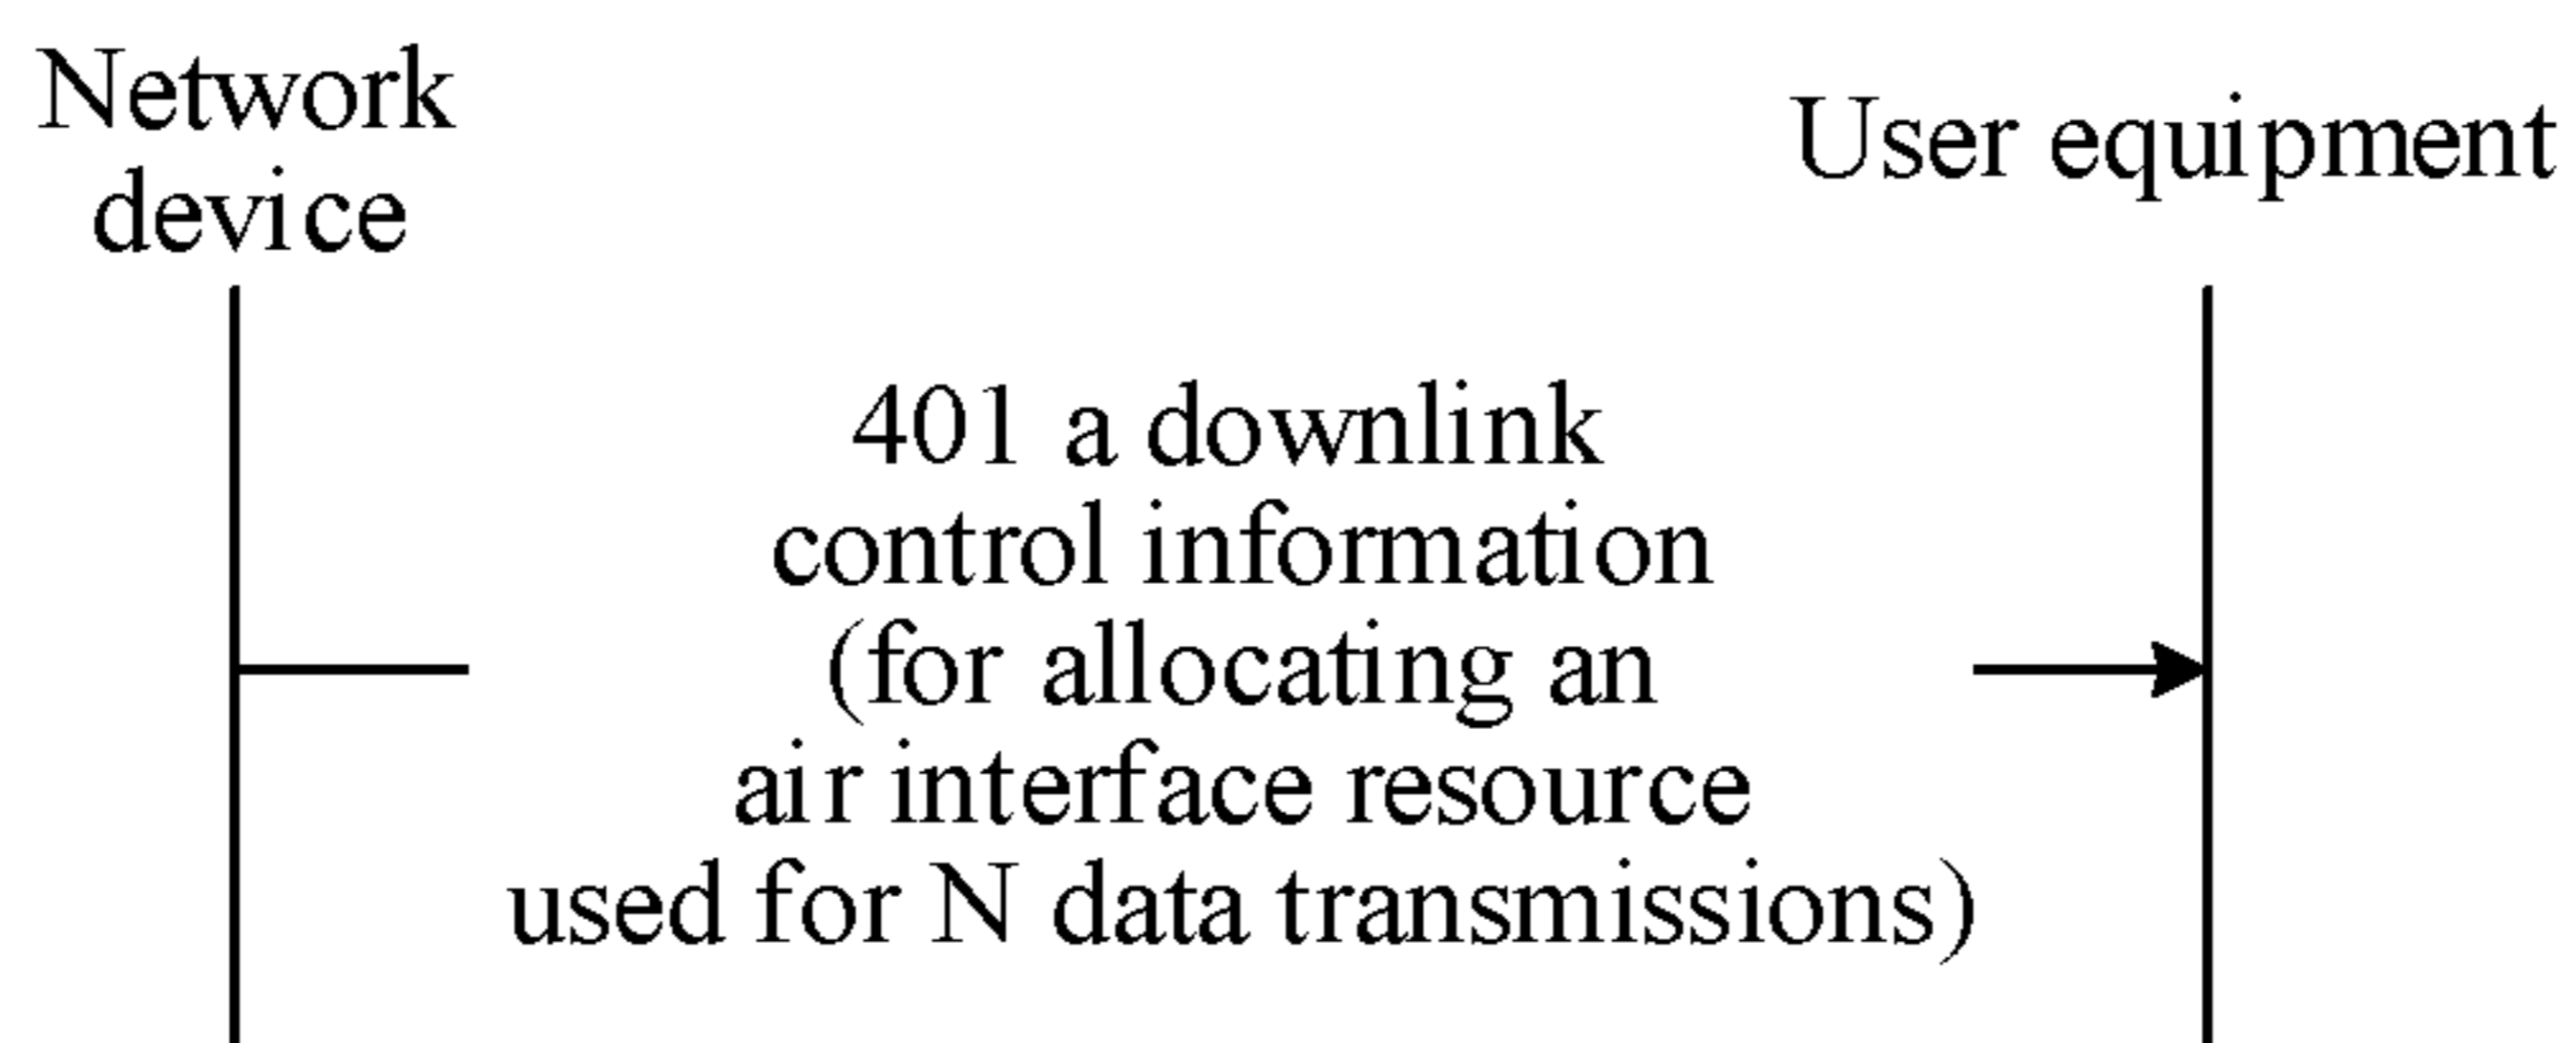 Network
device
User equipment
401 a downlink
control information
(for allocating an
air interface resource
used for N data transmissions)